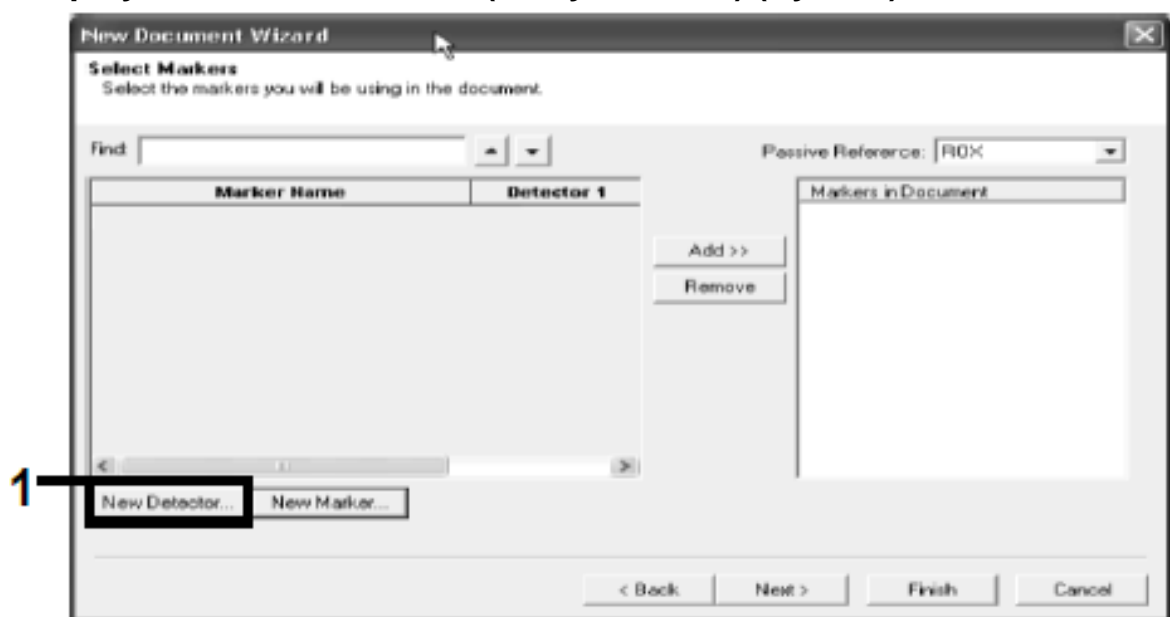 New Document Wizard
Select Markers
Select the markers you will be using in the document.
Find:
Passive Reference: ROX
Marker Name Detector 1
Markers in Document
Add >>
Remove
1
New Detector... New Marker...
< Back Next > Finish Cancel